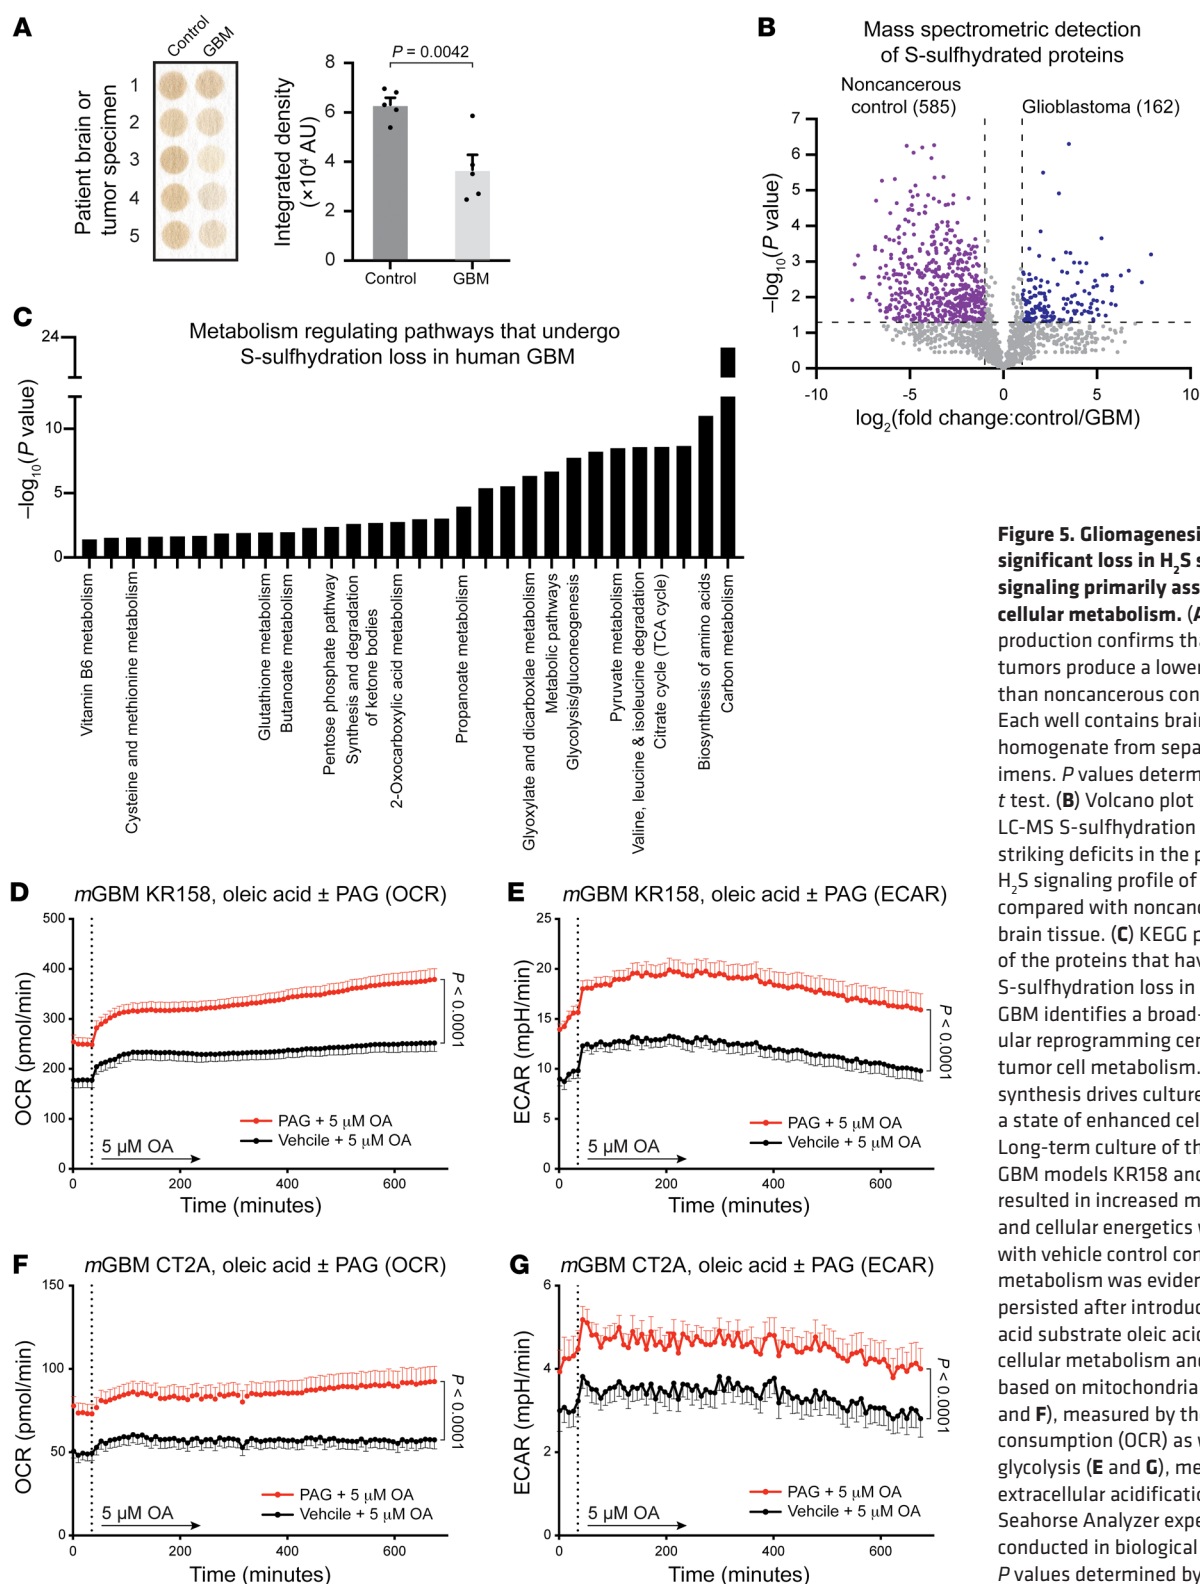 A
Control
GBM
Patient brain or
tumor specimen
1
2
3
4
5
P = 0.0042
Integrated density
(×10⁴ AU)
8
6
4
2
0
Control
GBM
B
Mass spectrometric detection
of S-sulfhydrated proteins
Noncancerous
control (585)
Glioblastoma (162)
–log₁₀(P value)
7
6
5
4
3
2
1
0
-10
-5
0
5
10
log₂(fold change:control/GBM)
C
Metabolism regulating pathways that undergo
S-sulfhydration loss in human GBM
–log₁₀(P value)
24
10
5
0
Vitamin B6 metabolism
Cysteine and methionine metabolism
Glutathione metabolism
Butanoate metabolism
Pentose phosphate pathway
Synthesis and degradation
of ketone bodies
2-Oxocarboxylic acid metabolism
Propanoate metabolism
Glyoxylate and dicarboxlae metabolism
Metabolic pathways
Glycolysis/gluconeogenesis
Pyruvate metabolism
Valine, leucine & isoleucine degradation
Citrate cycle (TCA cycle)
Biosynthesis of amino acids
Carbon metabolism
D
mGBM KR158, oleic acid ± PAG (OCR)
OCR (pmol/min)
500
400
300
200
100
0
P < 0.0001
PAG + 5 μM OA
Vehcile + 5 μM OA
5 μM OA
0
200
400
600
Time (minutes)
E
mGBM KR158, oleic acid ± PAG (ECAR)
ECAR (mpH/min)
25
20
15
10
5
0
P < 0.0001
PAG + 5 μM OA
Vehcile + 5 μM OA
5 μM OA
0
200
400
600
Time (minutes)
F
mGBM CT2A, oleic acid ± PAG (OCR)
OCR (pmol/min)
150
100
50
0
P < 0.0001
PAG + 5 μM OA
Vehcile + 5 μM OA
5 μM OA
0
200
400
600
Time (minutes)
G
mGBM CT2A, oleic acid ± PAG (ECAR)
ECAR (mpH/min)
6
4
2
0
P < 0.0001
PAG + 5 μM OA
Vehcile + 5 μM OA
5 μM OA
0
200
400
600
Time (minutes)
Figure 5. Gliomagenesis
significant loss in H₂S s
signaling primarily ass
cellular metabolism. (A
production confirms tha
tumors produce a lower
than noncancerous con
Each well contains brain
homogenate from sepa
imens. P values determ
t test. (B) Volcano plot
LC-MS S-sulfhydration
striking deficits in the p
H₂S signaling profile of
compared with noncanc
brain tissue. (C) KEGG p
of the proteins that hav
S-sulfhydration loss in
GBM identifies a broad-
ular reprogramming cen
tumor cell metabolism.
synthesis drives culture
a state of enhanced cel
Long-term culture of th
GBM models KR158 and
resulted in increased m
and cellular energetics v
with vehicle control con
metabolism was eviden
persisted after introduc
acid substrate oleic acid
cellular metabolism and
based on mitochondria
and F), measured by th
consumption (OCR) as v
glycolysis (E and G), me
extracellular acidificatio
Seahorse Analyzer expe
conducted in biological
P values determined by